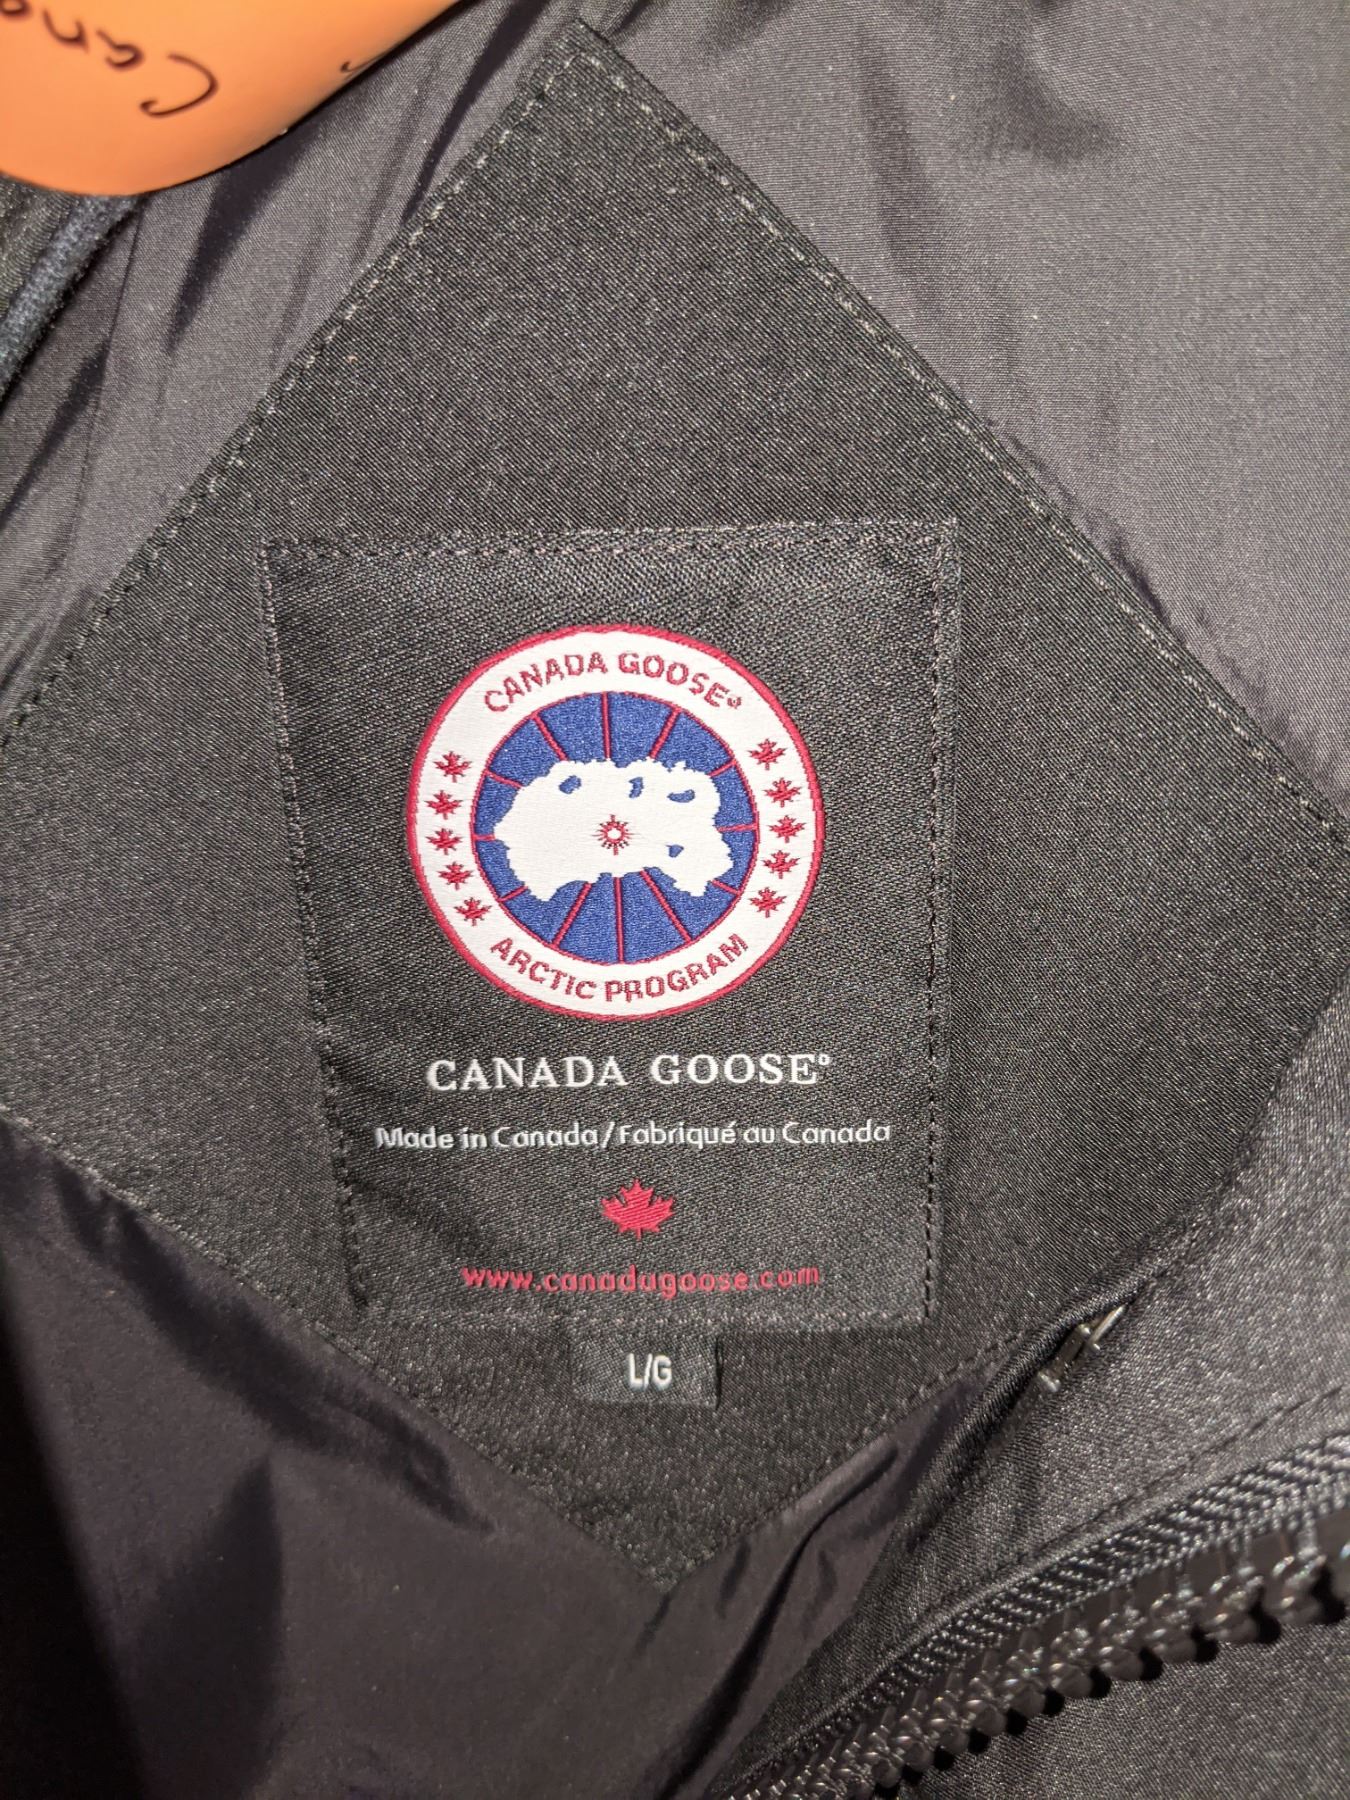 CANADA GOOSE®
ARCTIC PROGRAM
CANADA GOOSE®
Made in Canada/Fabriqué au Canada
www.canadagoose.com
L/G